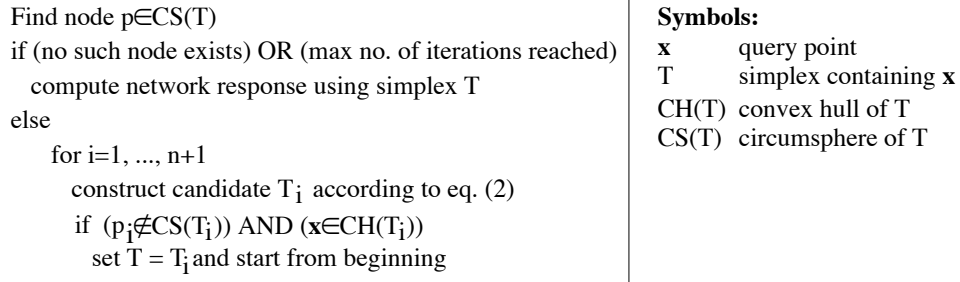 Find node p∈CS(T)
if (no such node exists) OR (max no. of iterations reached)
compute network response using simplex T
else
for i=1, ..., n+1
construct candidate Ti according to eq. (2)
if (pi∉CS(Ti)) AND (x∈CH(Ti))
set T = Ti and start from beginning
Symbols:
x query point
T simplex containing x
CH(T) convex hull of T
CS(T) circumsphere of T